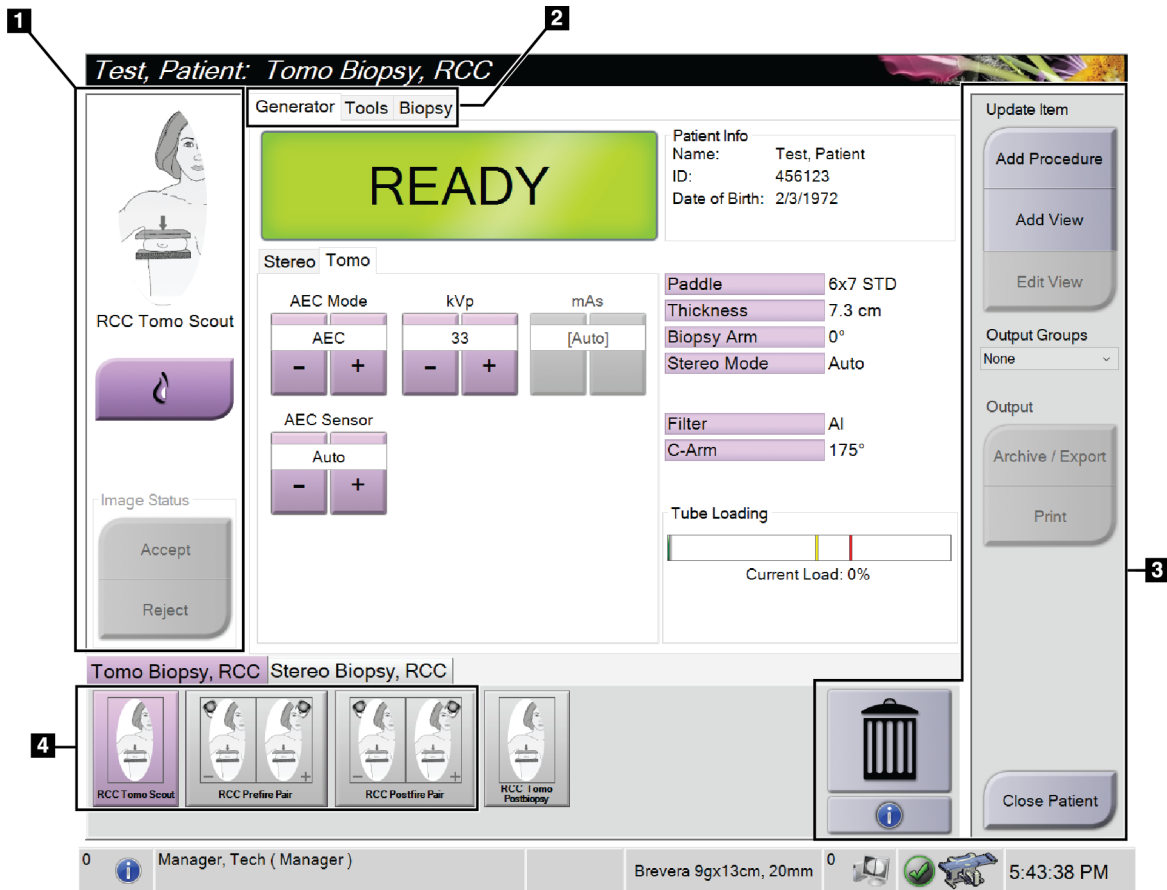 1
2
Test, Patient: Tomo Biopsy, RCC
Generator Tools Biopsy
READY
Patient Info
Name: Test, Patient
ID: 456123
Date of Birth: 2/3/1972
Update Item
Add Procedure
Add View
Edit View
Output Groups
None
Output
Archive / Export
Print
3
Close Patient
RCC Tomo Scout
Image Status
Accept
Reject
Stereo Tomo
AEC Mode kVp mAs
AEC 33 [Auto]
- + - +
AEC Sensor
Auto
- +
Paddle 6x7 STD
Thickness 7.3 cm
Biopsy Arm 0°
Stereo Mode Auto
Filter Al
C-Arm 175°
Tube Loading
Current Load: 0%
Tomo Biopsy, RCC Stereo Biopsy, RCC
4
- + - +
RCC Tomo Scout
RCC Prefire Pair
RCC Postfire Pair
RCC Tomo
Postbiopsy
i
0 i Manager, Tech ( Manager ) Brevera 9gx13cm, 20mm 0 5:43:38 PM